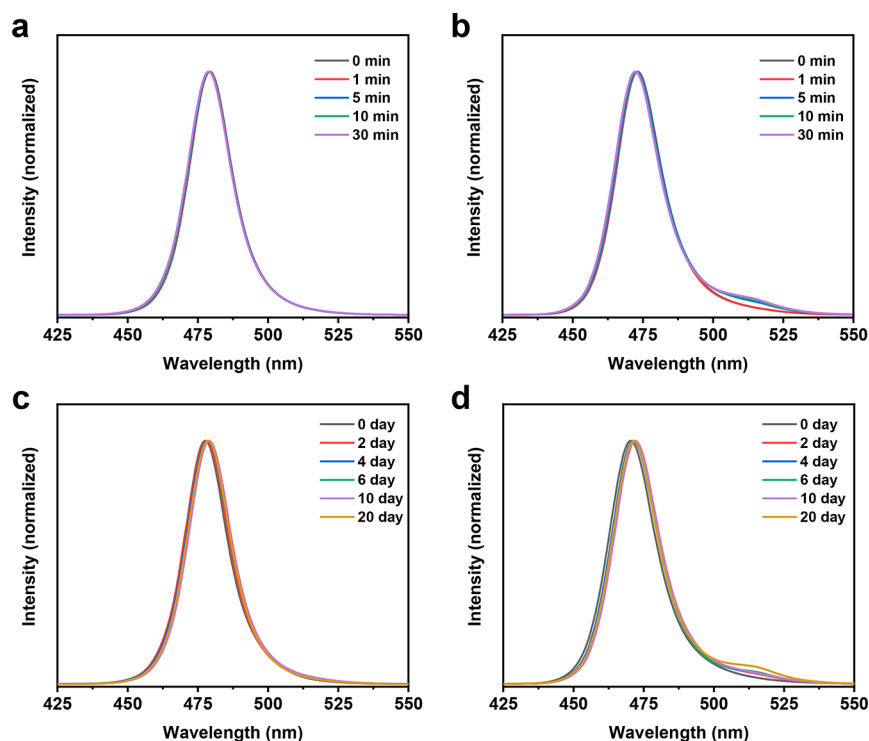 a
Intensity (normalized)
0 min
1 min
5 min
10 min
30 min
425 450 475 500 525 550
Wavelength (nm)
b
Intensity (normalized)
0 min
1 min
5 min
10 min
30 min
425 450 475 500 525 550
Wavelength (nm)
c
Intensity (normalized)
0 day
2 day
4 day
6 day
10 day
20 day
425 450 475 500 525 550
Wavelength (nm)
d
Intensity (normalized)
0 day
2 day
4 day
6 day
10 day
20 day
425 450 475 500 525 550
Wavelength (nm)